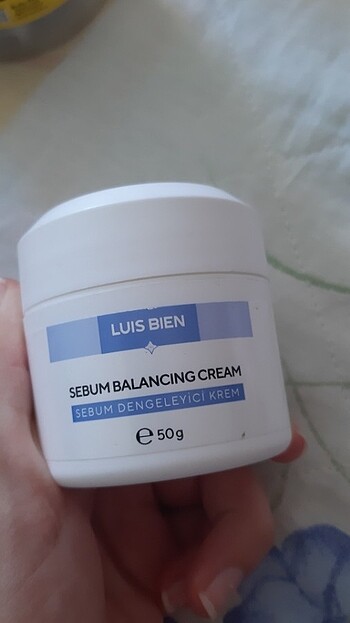 LUIS BIEN
SEBUM BALANCING CREAM
SEBUM DENGELEYİCİ KREM
℮ 50g